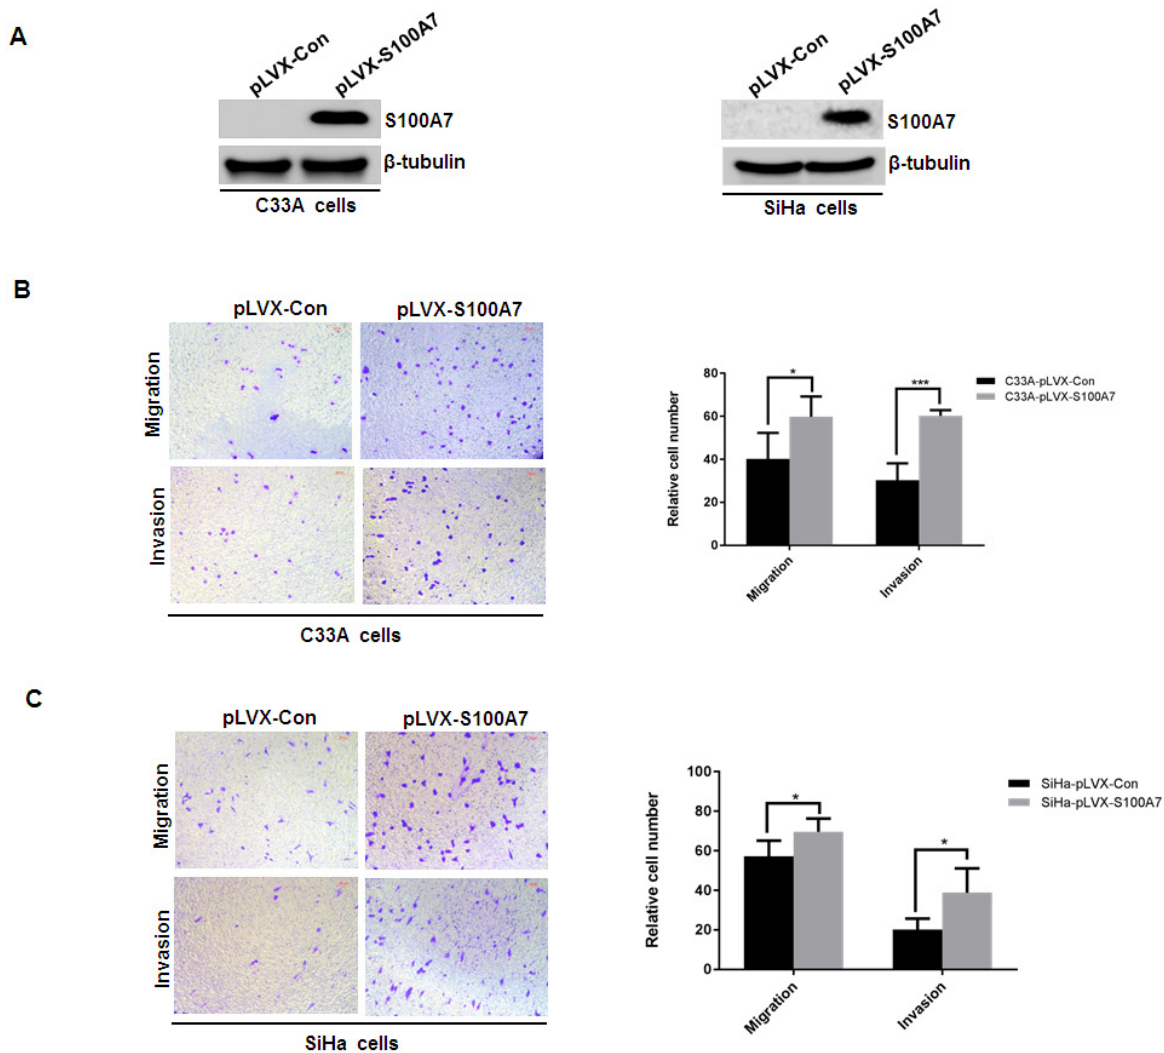 A
pLVX-Con
pLVX-S100A7
S100A7
β-tubulin
C33A cells
pLVX-Con
pLVX-S100A7
S100A7
β-tubulin
SiHa cells
B
pLVX-Con
pLVX-S100A7
Migration
Invasion
C33A cells
Relative cell number
80
60
40
20
0
*
***
Migration
Invasion
C33A-pLVX-Con
C33A-pLVX-S100A7
C
pLVX-Con
pLVX-S100A7
Migration
Invasion
SiHa cells
Relative cell number
100
80
60
40
20
0
*
*
Migration
Invasion
SiHa-pLVX-Con
SiHa-pLVX-S100A7